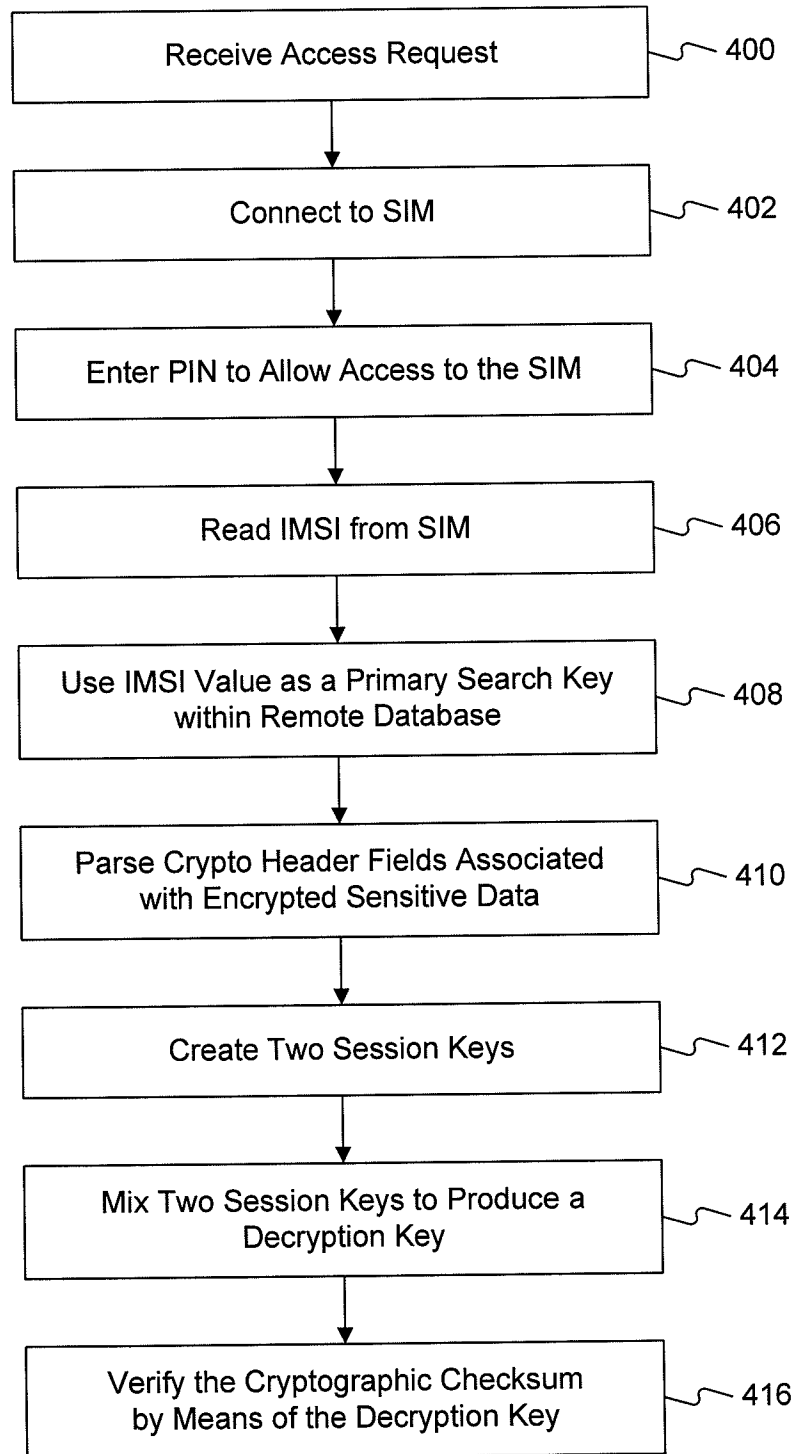 Receive Access Request
400
Connect to SIM
402
Enter PIN to Allow Access to the SIM
404
Read IMSI from SIM
406
Use IMSI Value as a Primary Search Key
within Remote Database
408
Parse Crypto Header Fields Associated
with Encrypted Sensitive Data
410
Create Two Session Keys
412
Mix Two Session Keys to Produce a
Decryption Key
414
Verify the Cryptographic Checksum
by Means of the Decryption Key
416